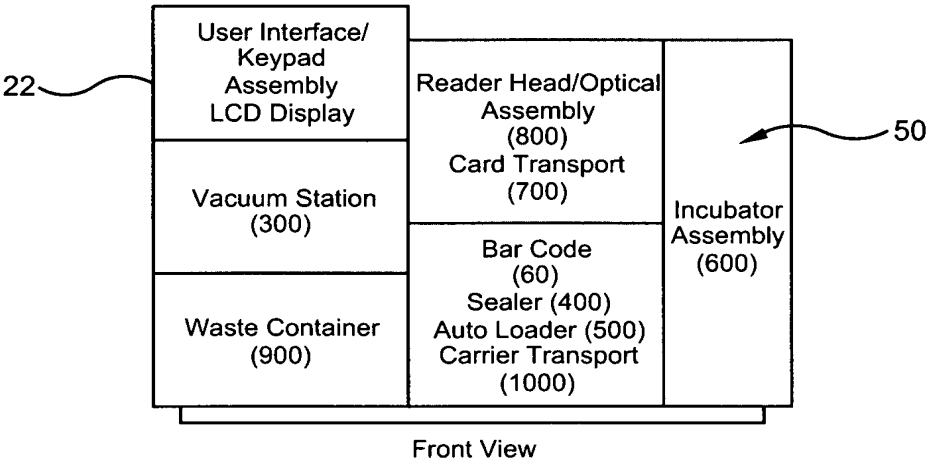 User Interface/
Keypad
Assembly
LCD Display
22
Vacuum Station
(300)
Waste Container
(900)
Reader Head/Optical
Assembly
(800)
Card Transport
(700)
Bar Code
(60)
Sealer (400)
Auto Loader (500)
Carrier Transport
(1000)
50
Incubator
Assembly
(600)
Front View